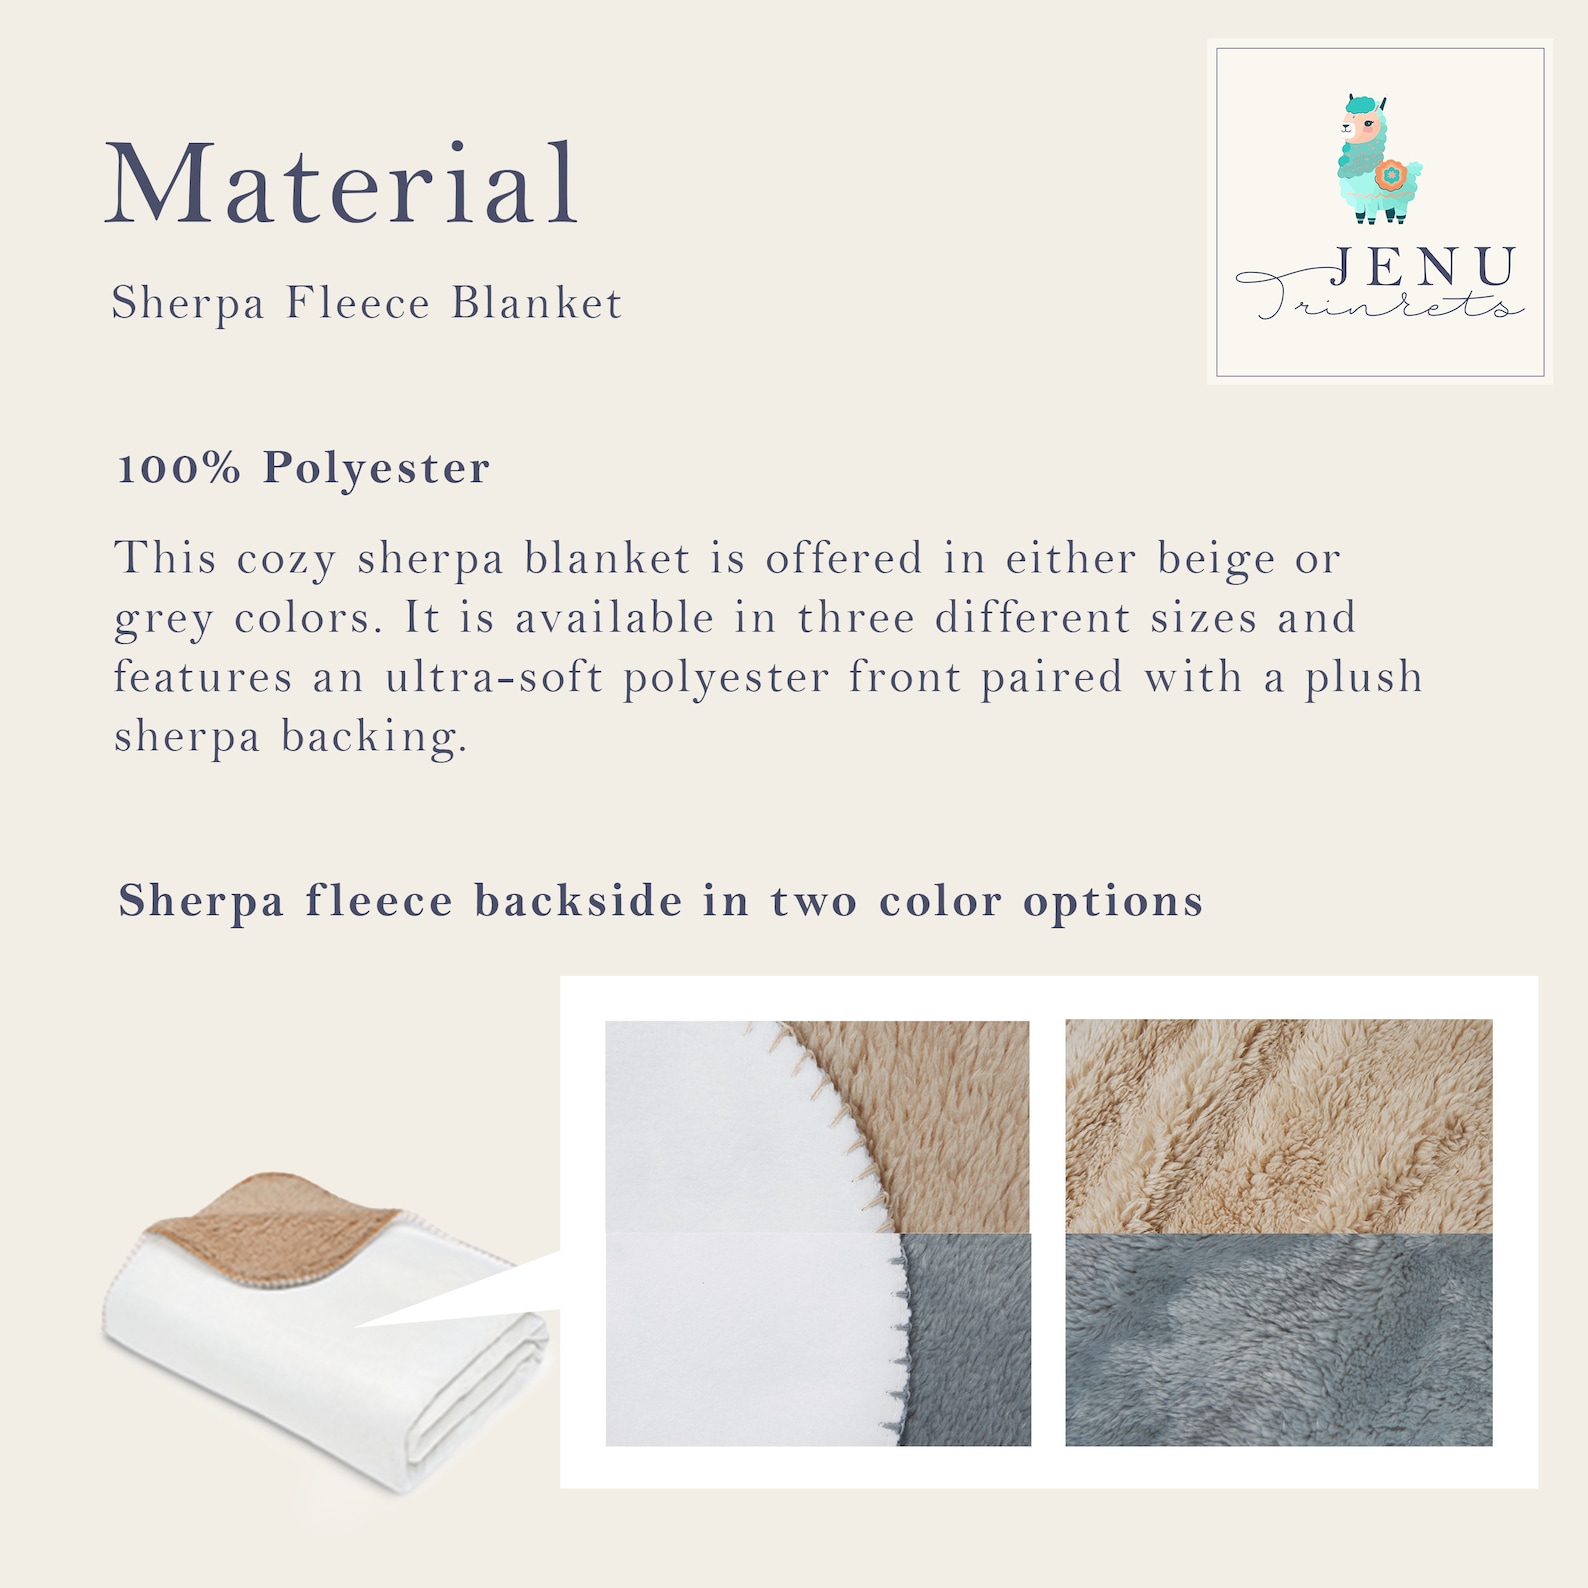 Material
Sherpa Fleece Blanket
JENU
Trinkets
100% Polyester
This cozy sherpa blanket is offered in either beige or
grey colors. It is available in three different sizes and
features an ultra-soft polyester front paired with a plush
sherpa backing.
Sherpa fleece backside in two color options